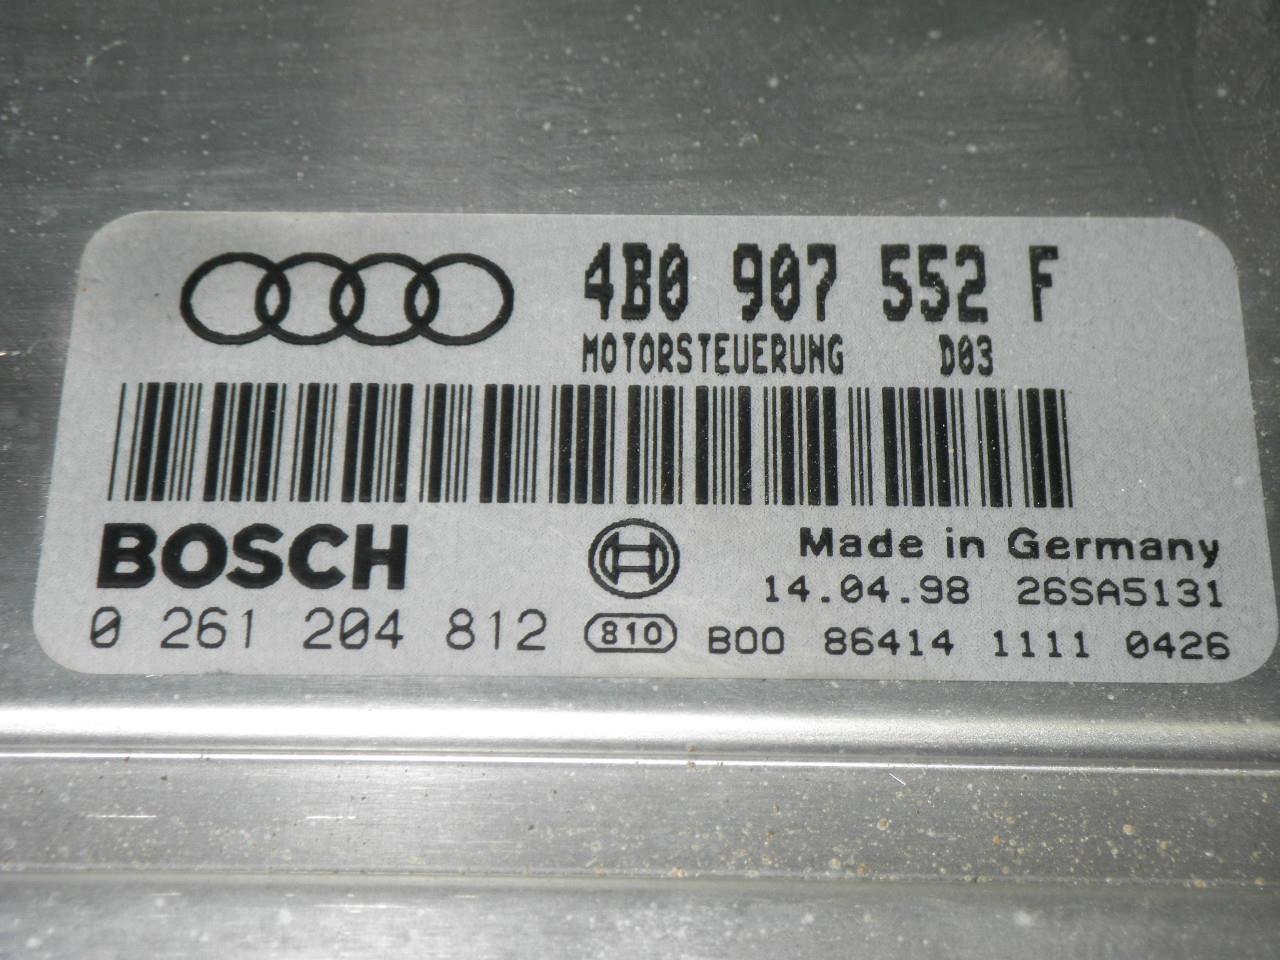 4B0 907 552 F
MOTORSTEUERUNG D03
BOSCH
Made in Germany
14.04.98 26SA5131
0 261 204 812 810 B00 86414 1111 0426